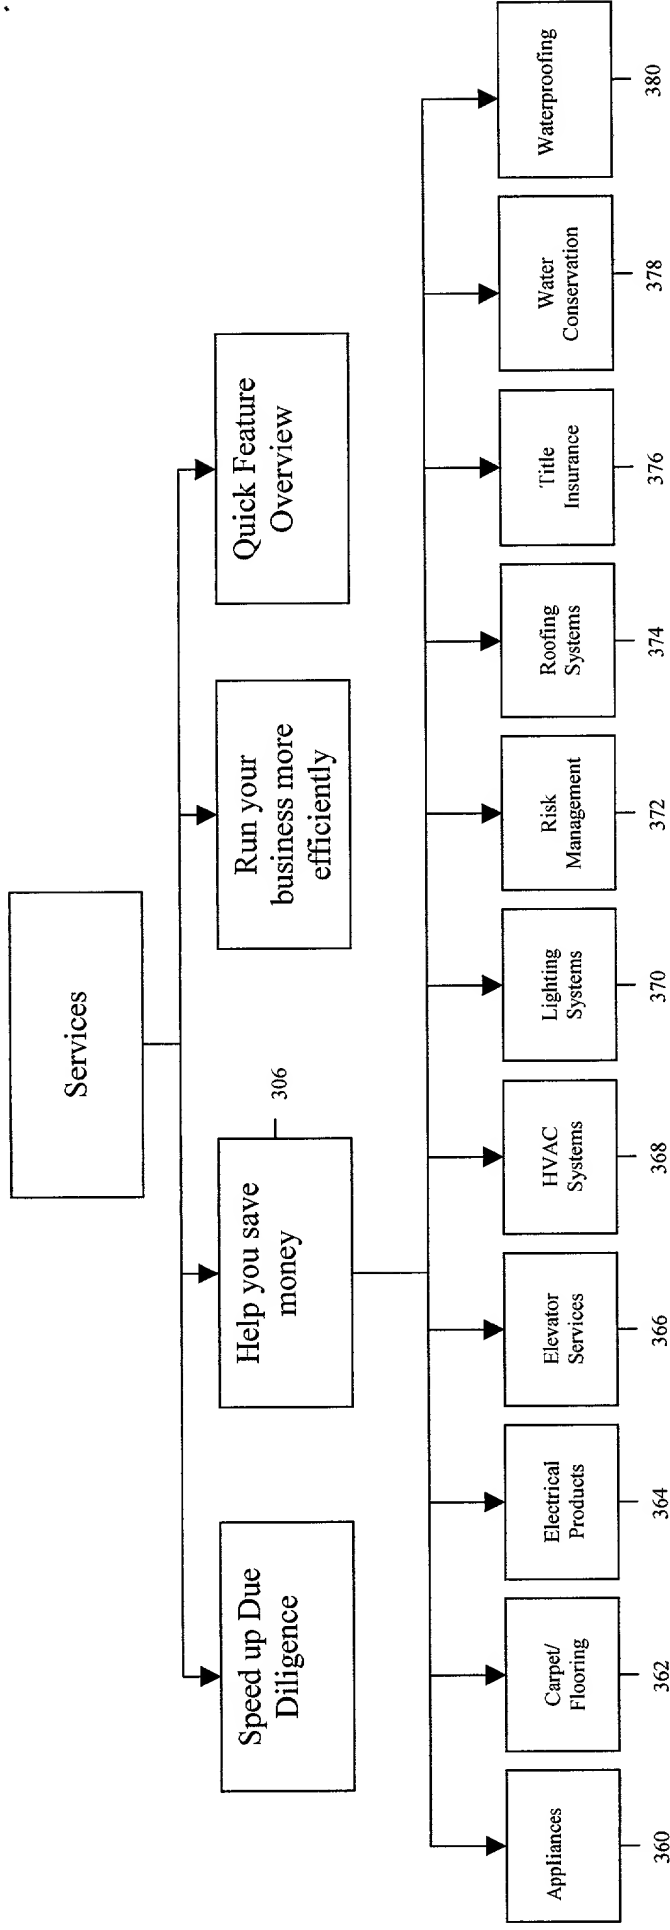 Services
Speed up Due
Diligence
Help you save
money
306
Run your
business more
efficiently
Quick Feature
Overview
Appliances
360
Carpet/
Flooring
362
Electrical
Products
364
Elevator
Services
366
HVAC
Systems
368
Lighting
Systems
370
Risk
Management
372
Roofing
Systems
374
Title
Insurance
376
Water
Conservation
378
Waterproofing
380